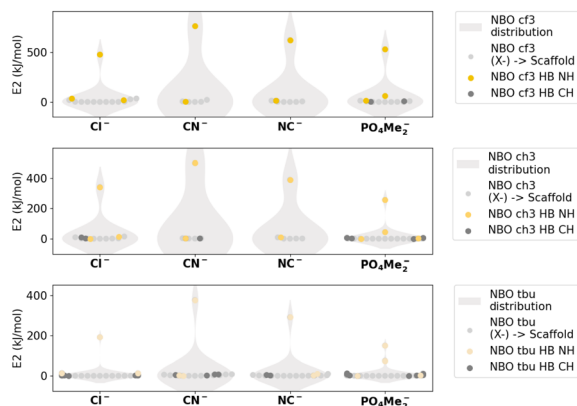 E2 (kJ/mol)
500
0
Cl⁻
CN⁻
NC⁻
PO₄Me₂⁻
NBO cf3
distribution
NBO cf3
(X-) -> Scaffold
NBO cf3 HB NH
NBO cf3 HB CH
E2 (kJ/mol)
400
200
0
Cl⁻
CN⁻
NC⁻
PO₄Me₂⁻
NBO ch3
distribution
NBO ch3
(X-) -> Scaffold
NBO ch3 HB NH
NBO ch3 HB CH
E2 (kJ/mol)
400
200
0
Cl⁻
CN⁻
NC⁻
PO₄Me₂⁻
NBO tbu
distribution
NBO tbu
(X-) -> Scaffold
NBO tbu HB NH
NBO tbu HB CH